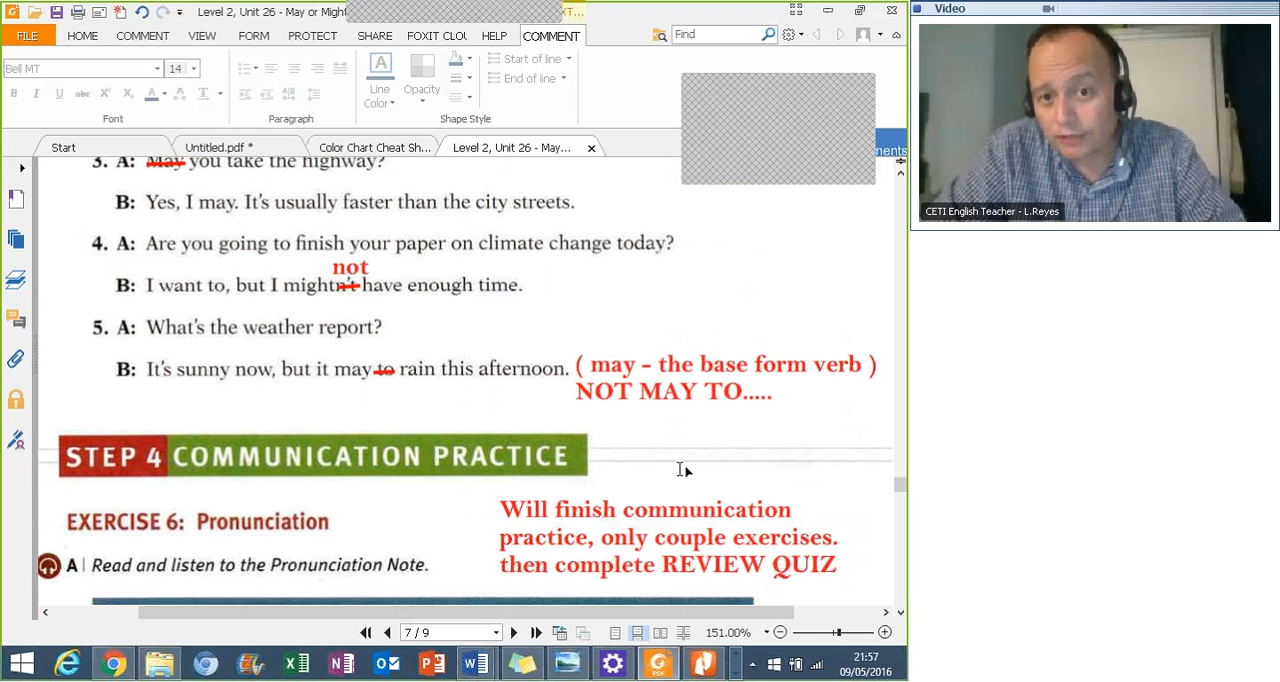 Level 2, Unit 26 - May or Might
Video
FILE HOME COMMENT VIEW FORM PROTECT SHARE FOXIT CLOU HELP COMMENT
Find
Bell MT
14
Line Color
Opacity
Start of line
End of line
Font
Paragraph
Shape Style
Start
Untitled.pdf *
Color Chart Cheat Sh...
Level 2, Unit 26 - May...
nents
3. A: May you take the highway?
B: Yes, I may. It's usually faster than the city streets.
4. A: Are you going to finish your paper on climate change today?
not
B: I want to, but I mightn't have enough time.
5. A: What's the weather report?
B: It's sunny now, but it may to rain this afternoon. ( may - the base form verb )
NOT MAY TO.....
STEP 4 COMMUNICATION PRACTICE
Will finish communication
practice, only couple exercises.
then complete REVIEW QUIZ
EXERCISE 6: Pronunciation
A | Read and listen to the Pronunciation Note.
CETI English Teacher - L.Reyes
7 / 9
151.00%
21:57
09/05/2016